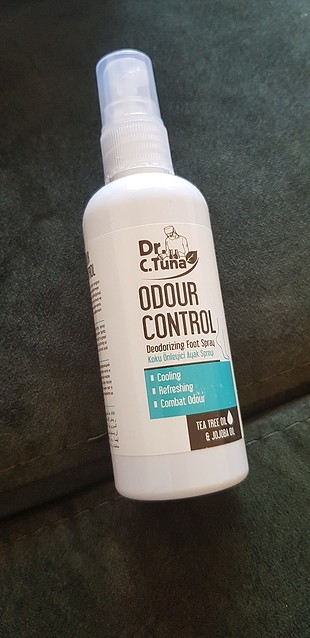 Dr.
C.Tuna
ODOUR
CONTROL
Deodorizing Foot Spray
Koku Önleyici Ayak Spreyi
Cooling
Refreshing
Combat Odour
TEA TREE OIL
& JOJOBA OIL